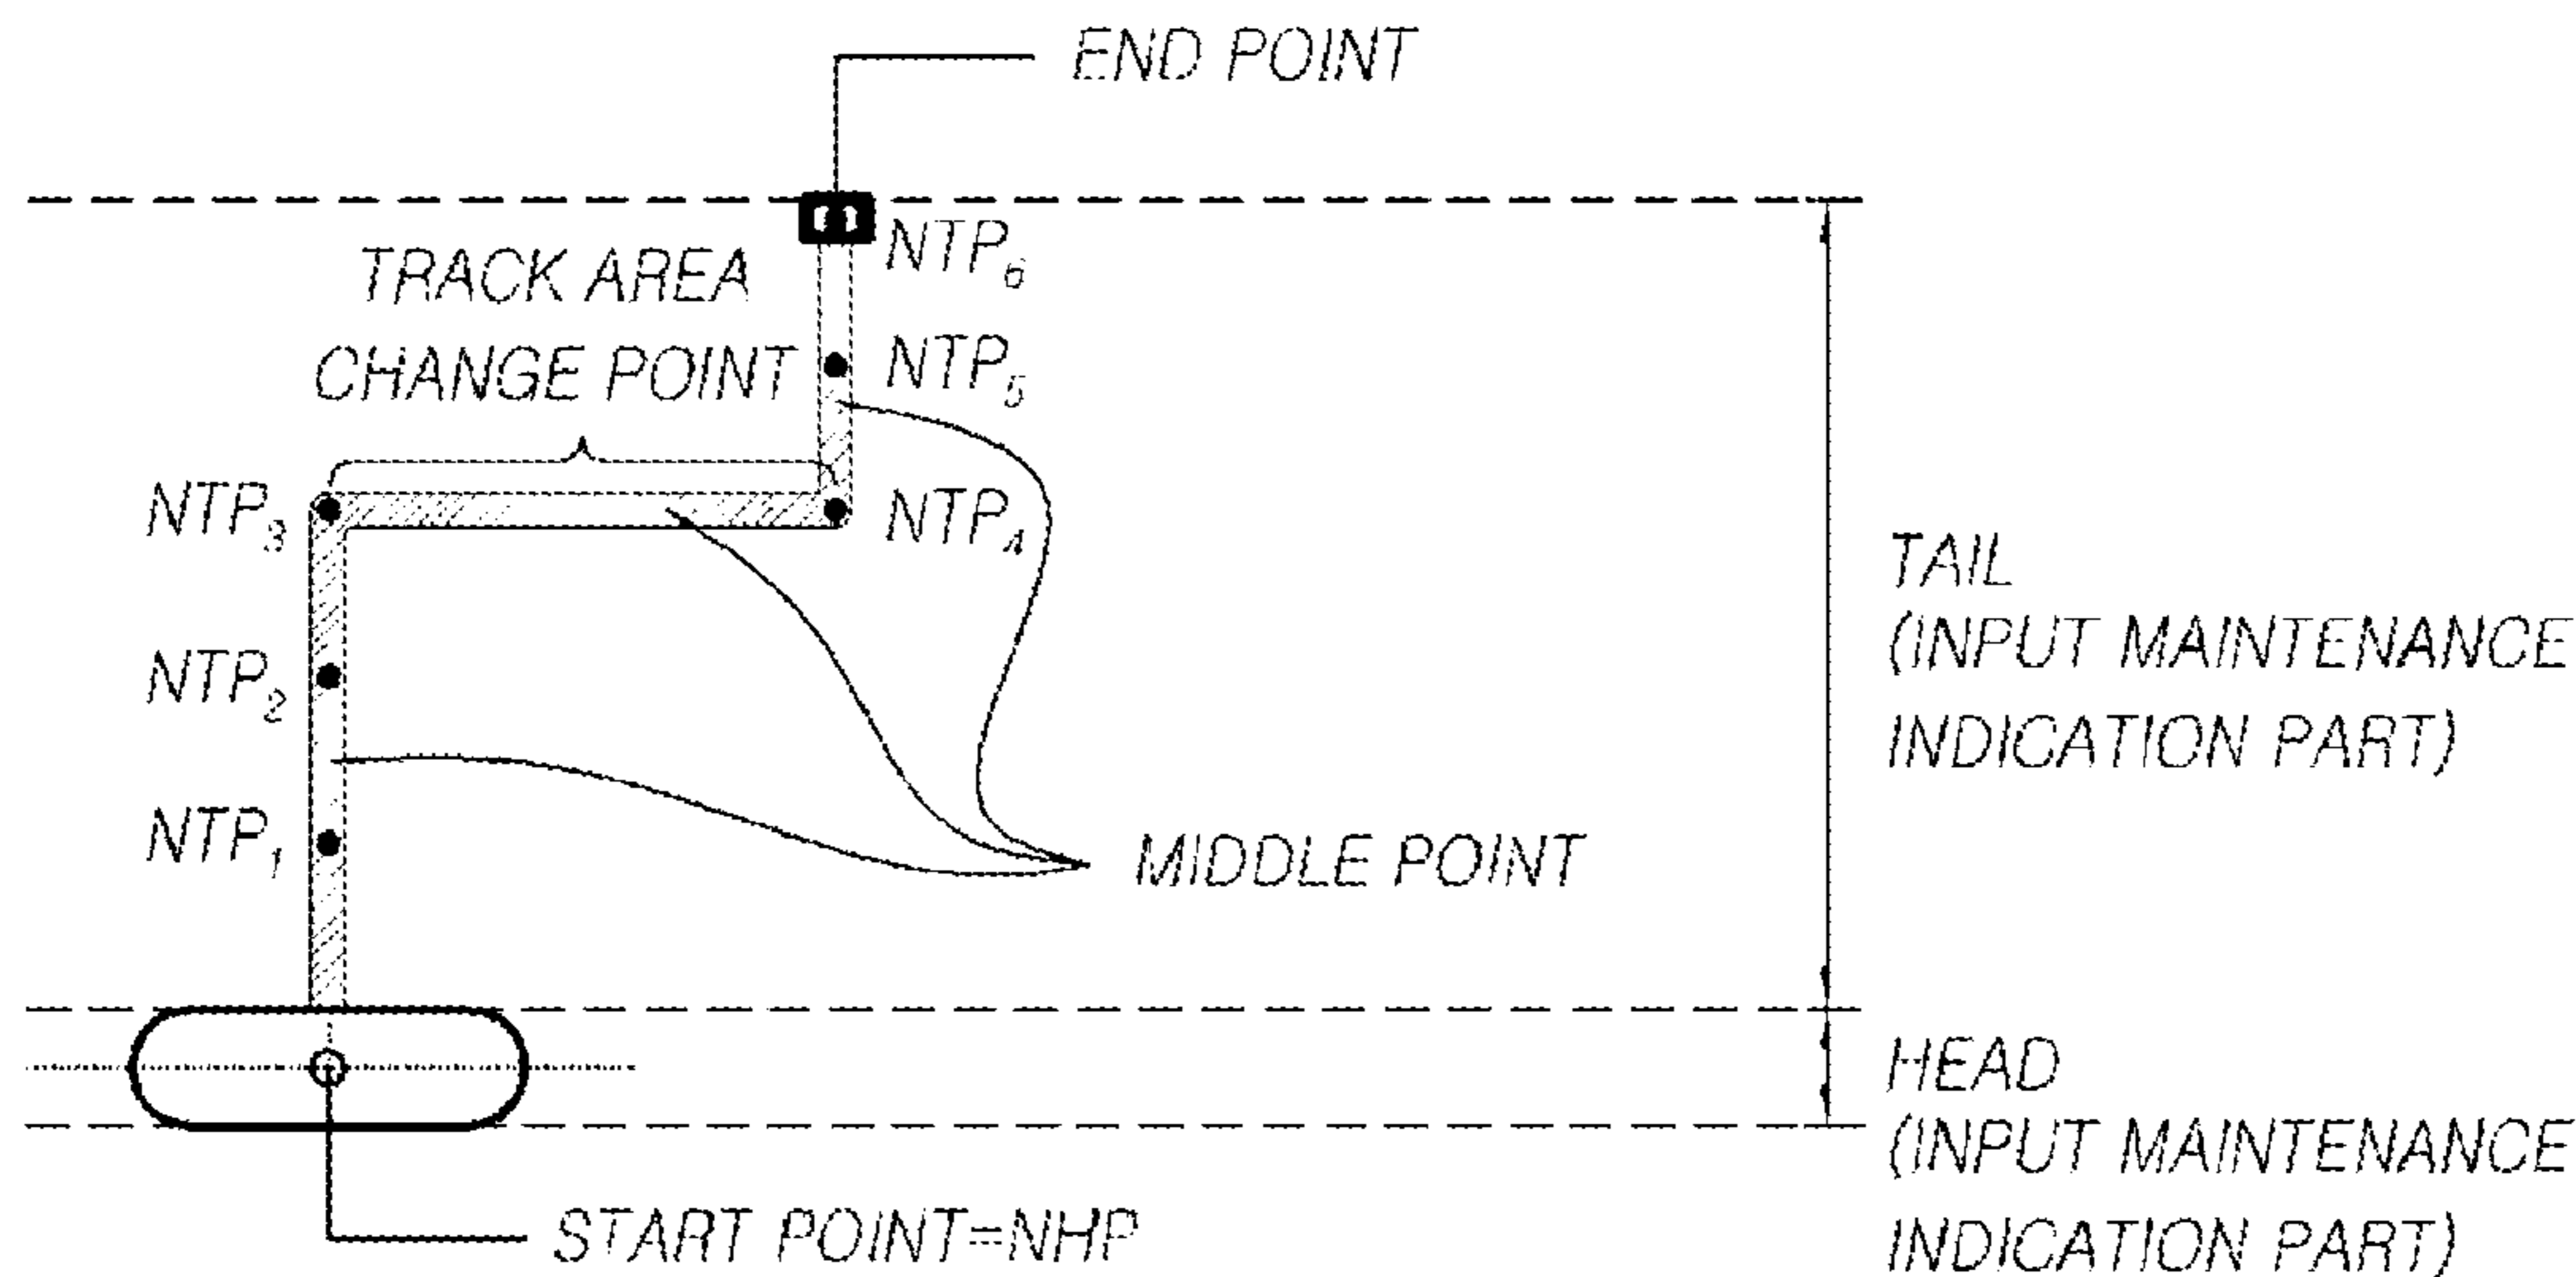 END POINT
NTP6
TRACK AREA
CHANGE POINT
NTP5
NTP3
NTP4
TAIL
(INPUT MAINTENANCE
INDICATION PART)
NTP2
NTP1
MIDDLE POINT
HEAD
(INPUT MAINTENANCE
INDICATION PART)
START POINT=NHP